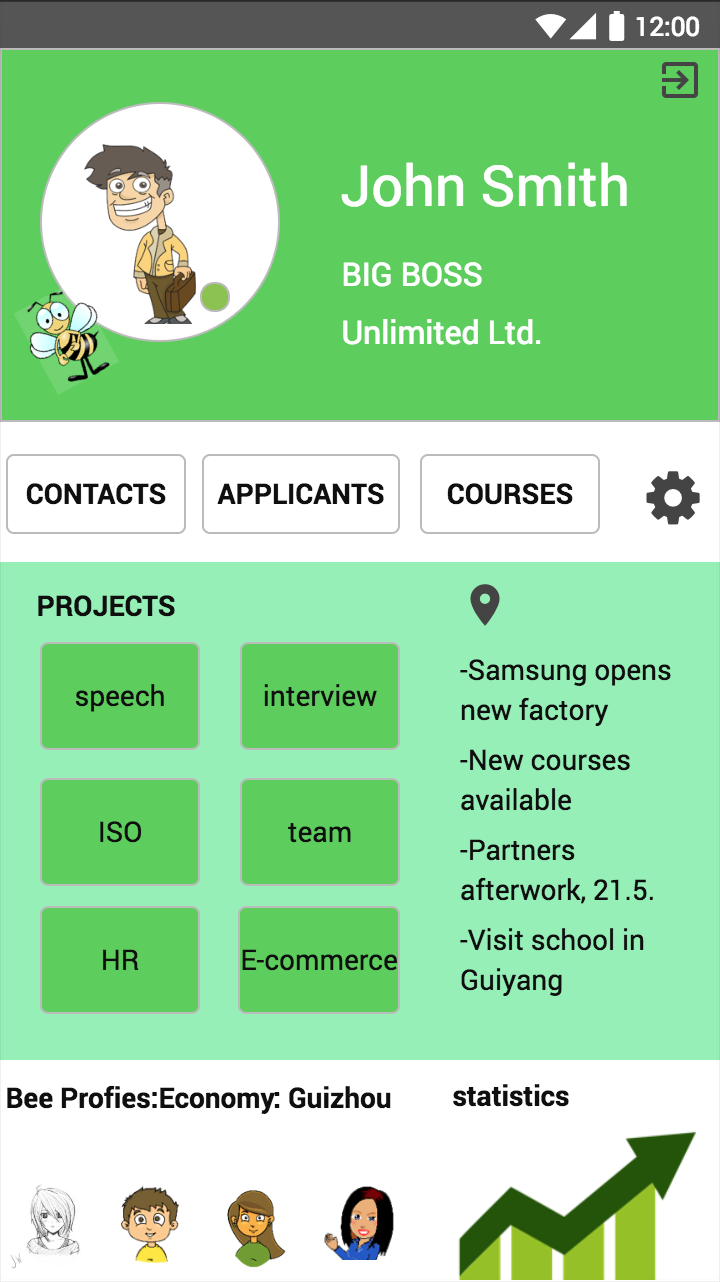 12:00
John Smith
BIG BOSS
Unlimited Ltd.
CONTACTS
APPLICANTS
COURSES
PROJECTS
speech
interview
ISO
team
HR
E-commerce
-Samsung opens
new factory
-New courses
available
-Partners
afterwork, 21.5.
-Visit school in
Guiyang
Bee Profies:Economy: Guizhou
statistics